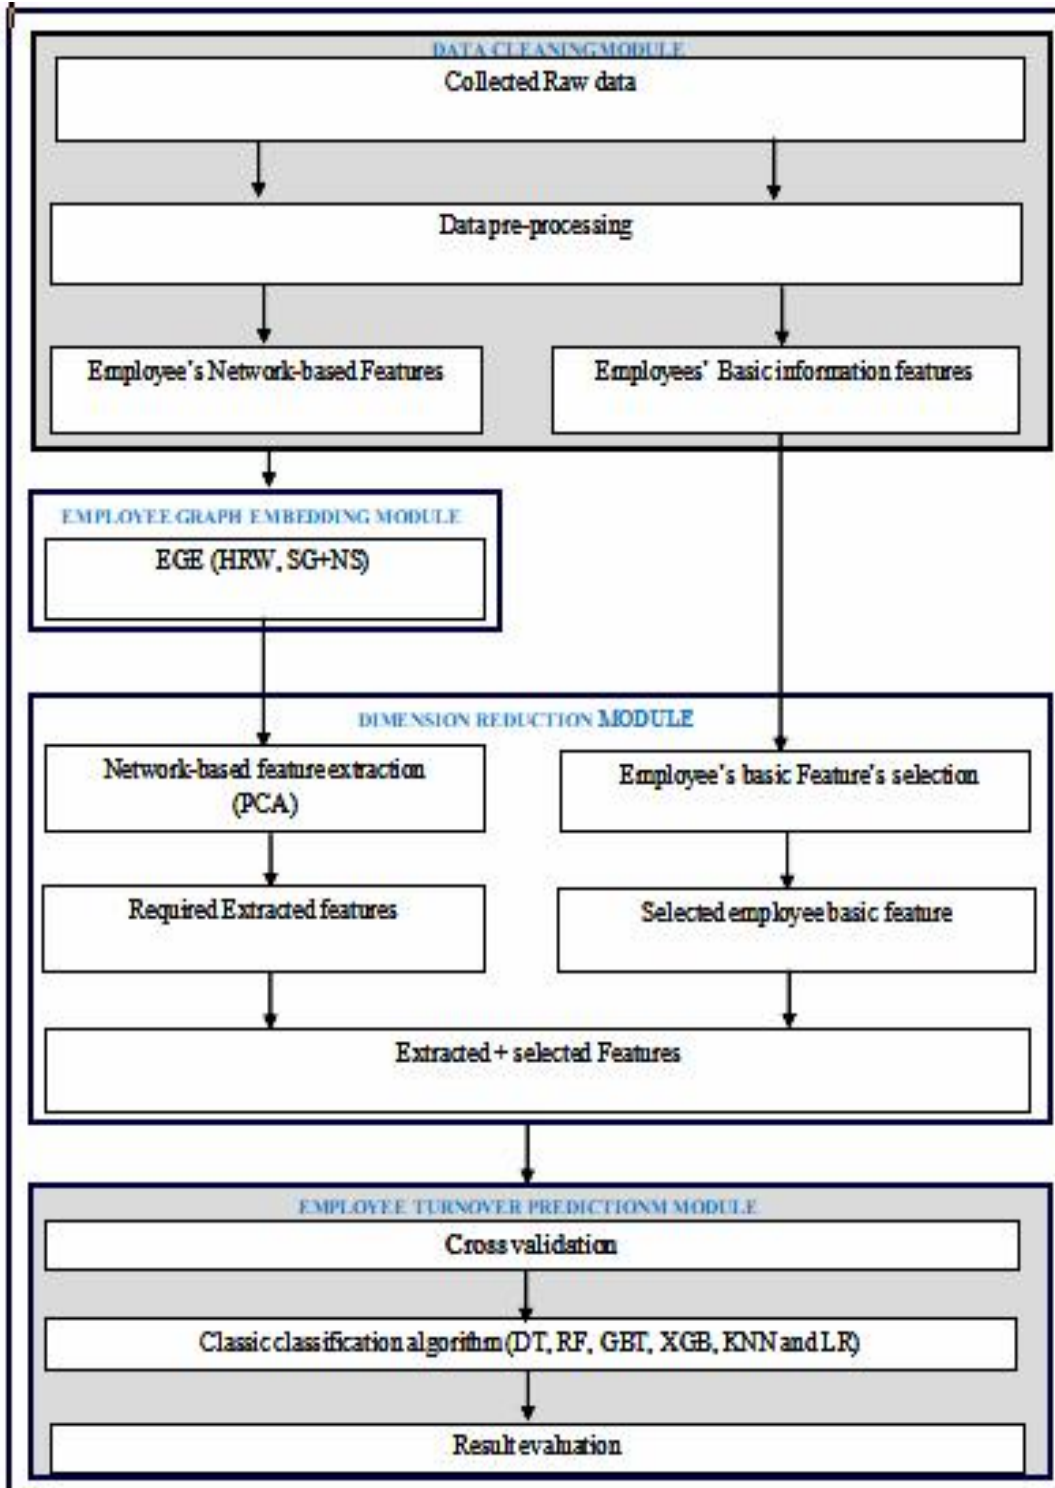 DATA CLEANING MODULE
Collected Raw data
Data pre-processing
Employee's Network-based Features
Employees' Basic information features
EMPLOYEE GRAPH EMBEDDING MODULE
EGE (HRW, SG+NS)
DIMENSION REDUCTION MODULE
Network-based feature extraction
(PCA)
Employee's basic Feature's selection
Required Extracted features
Selected employee basic feature
Extracted + selected Features
EMPLOYEE TURNOVER PREDICTIONM MODULE
Cross validation
Classic classification algorithm (DT, RF, GBT, XGB, KNN and LR)
Result evaluation